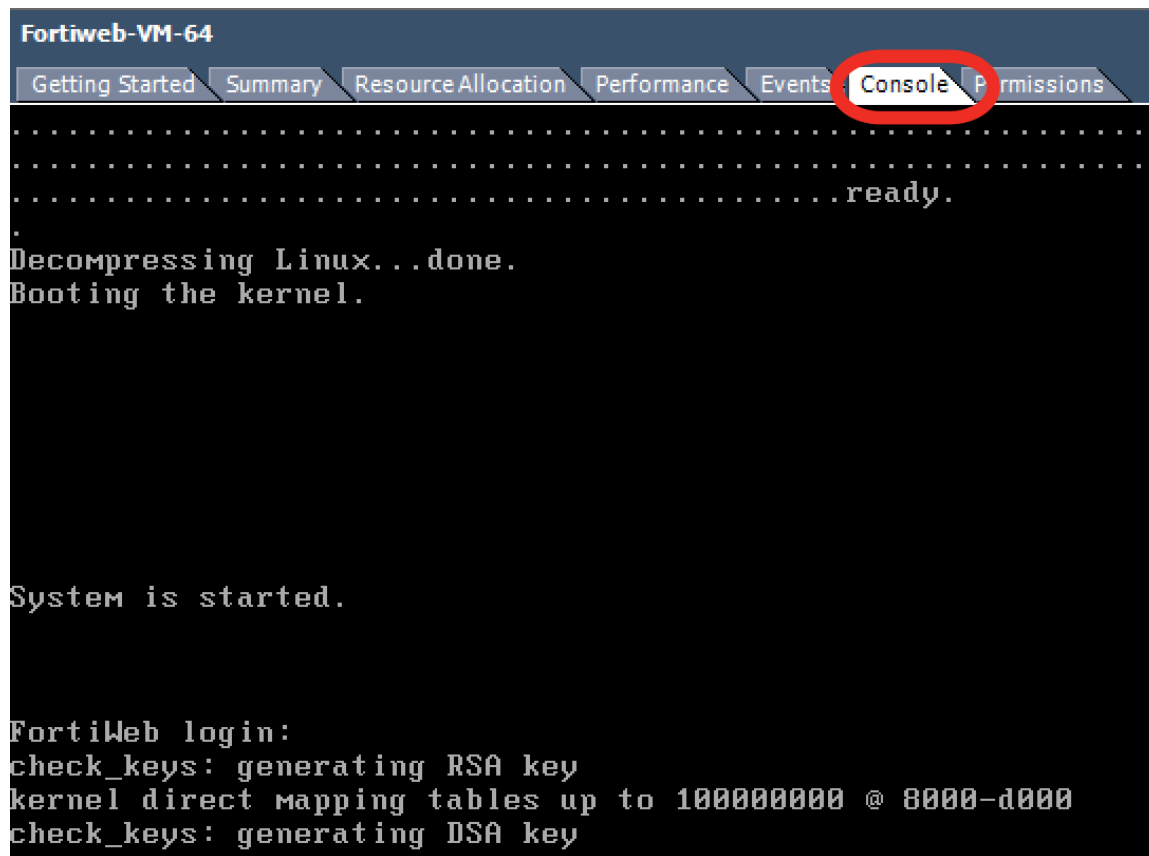 Fortiweb-VM-64
Getting Started Summary Resource Allocation Performance Events Console Permissions
...........................................................
...........................................................
............................................ready.
.
Decompressing Linux...done.
Booting the kernel.
System is started.
FortiWeb login:
check_keys: generating RSA key
kernel direct mapping tables up to 100000000 @ 8000-d000
check_keys: generating DSA key